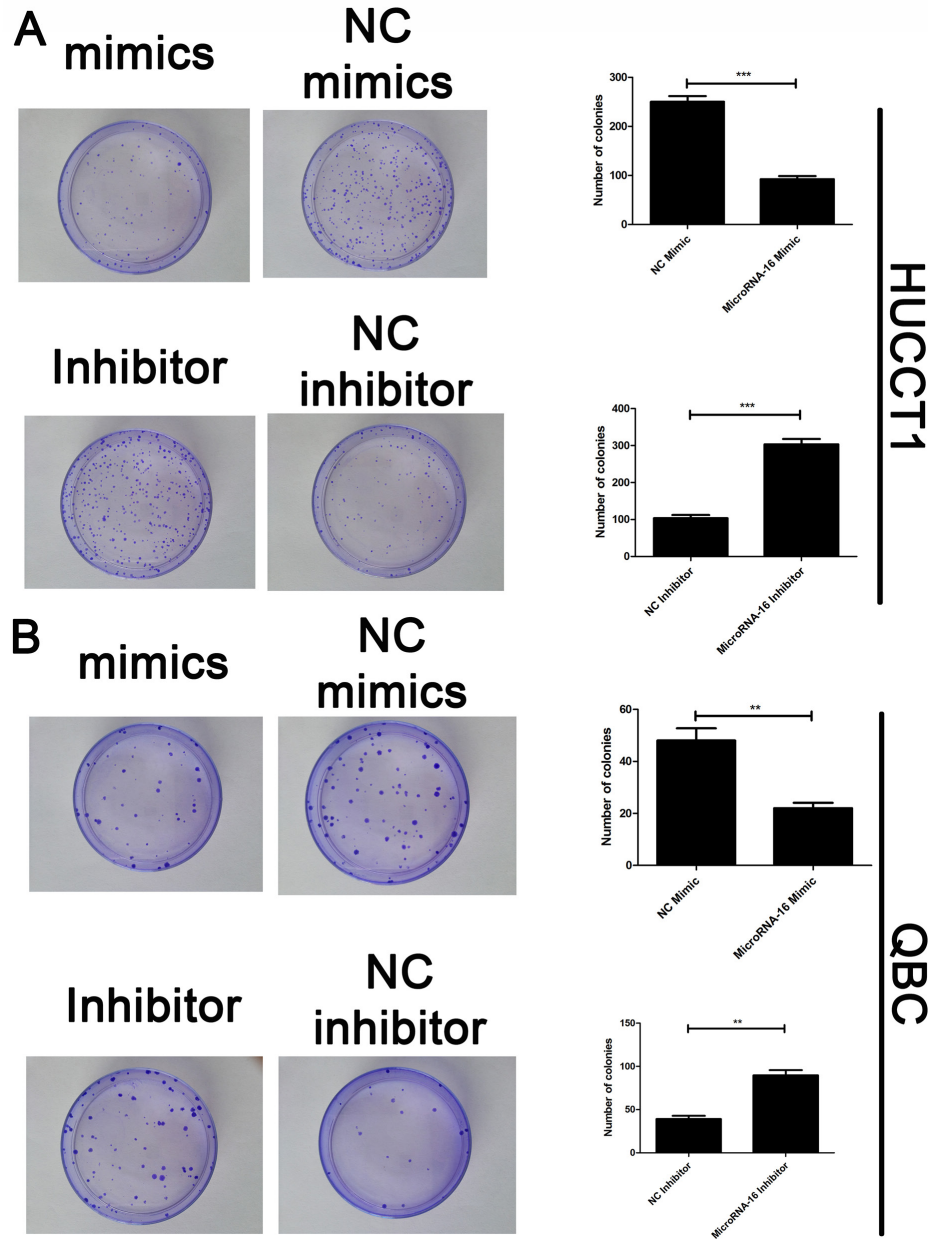 A
mimics
NC
mimics
Number of colonies
300
200
100
0
***
NC Mimic
MicroRNA-16 Mimic
HUCCT1
Inhibitor
NC
inhibitor
Number of colonies
400
300
200
100
0
***
NC Inhibitor
MicroRNA-16 Inhibitor
B
mimics
NC
mimics
Number of colonies
60
40
20
0
**
NC Mimic
MicroRNA-16 Mimic
QBC
Inhibitor
NC
inhibitor
Number of colonies
150
100
50
0
**
NC Inhibitor
MicroRNA-16 Inhibitor